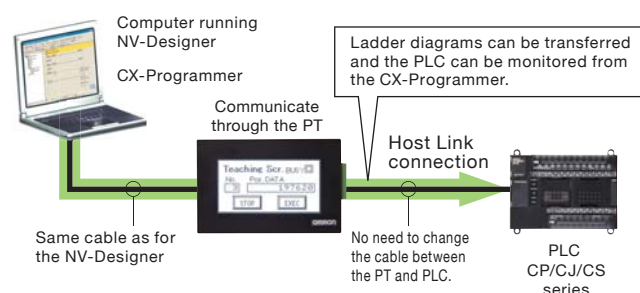 Computer running
NV-Designer
CX-Programmer
Ladder diagrams can be transferred
and the PLC can be monitored from
the CX-Programmer.
Communicate
through the PT
Host Link
connection
Teaching Scr. BUSY
No. Pos.DATA
3 197620
STOP EXEC
OMRON
Same cable as for
the NV-Designer
No need to change
the cable between
the PT and PLC.
PLC
CP/CJ/CS
series